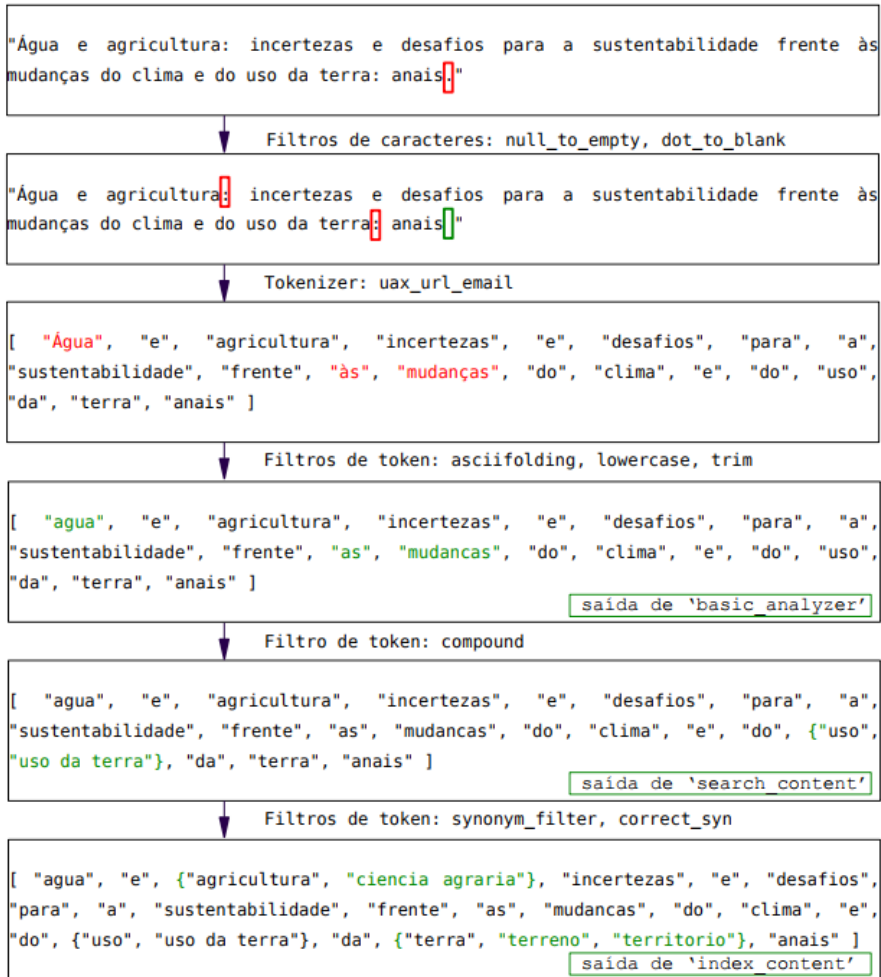 "Água e agricultura: incertezas e desafios para a sustentabilidade frente às
mudanças do clima e do uso da terra: anais."
Filtros de caracteres: null_to_empty, dot_to_blank
"Água e agricultura: incertezas e desafios para a sustentabilidade frente às
mudanças do clima e do uso da terra: anais "
Tokenizer: uax_url_email
[ "Água", "e", "agricultura", "incertezas", "e", "desafios", "para", "a",
"sustentabilidade", "frente", "às", "mudanças", "do", "clima", "e", "do", "uso",
"da", "terra", "anais" ]
Filtros de token: asciifolding, lowercase, trim
[ "agua", "e", "agricultura", "incertezas", "e", "desafios", "para", "a",
"sustentabilidade", "frente", "as", "mudancas", "do", "clima", "e", "do", "uso",
"da", "terra", "anais" ]
saída de ‘basic_analyzer’
Filtro de token: compound
[ "agua", "e", "agricultura", "incertezas", "e", "desafios", "para", "a",
"sustentabilidade", "frente", "as", "mudancas", "do", "clima", "e", "do", {"uso",
"uso da terra"}, "da", "terra", "anais" ]
saída de ‘search_content’
Filtros de token: synonym_filter, correct_syn
[ "agua", "e", {"agricultura", "ciencia agraria"}, "incertezas", "e", "desafios",
"para", "a", "sustentabilidade", "frente", "as", "mudancas", "do", "clima", "e",
"do", {"uso", "uso da terra"}, "da", {"terra", "terreno", "territorio"}, "anais" ]
saída de ‘index_content’